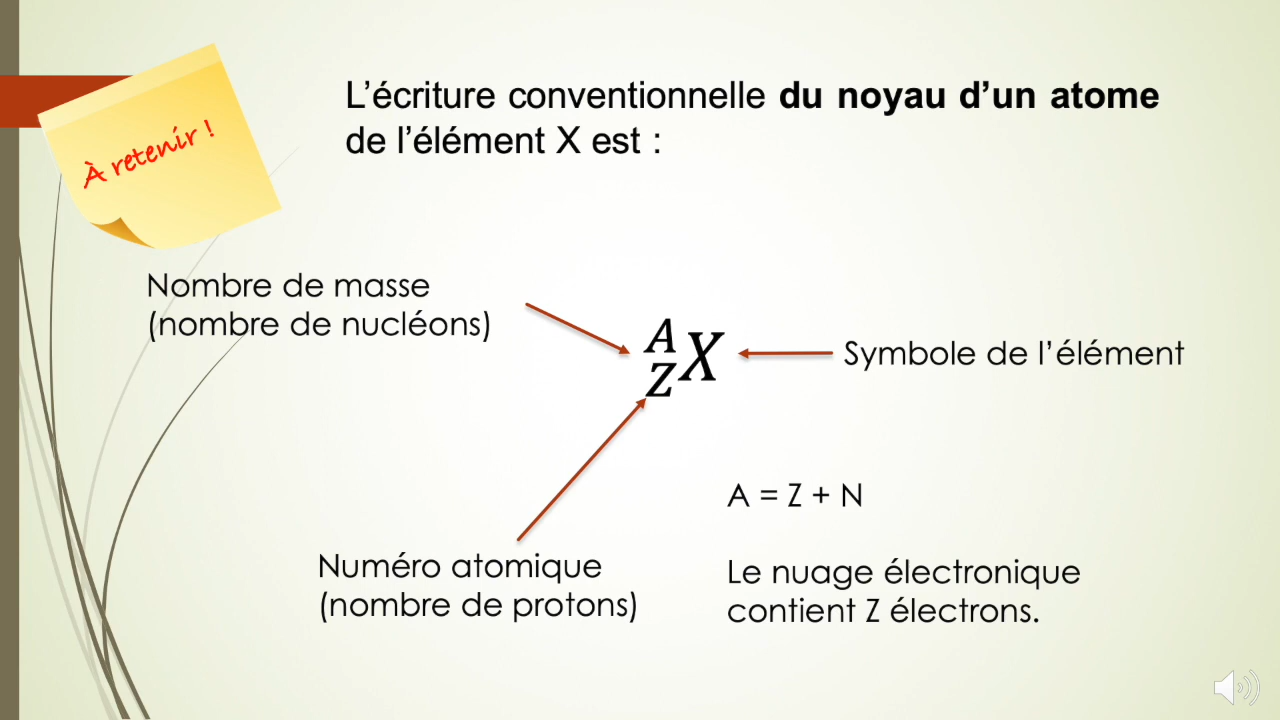 À retenir !
L’écriture conventionnelle du noyau d’un atome
de l’élément X est :
Nombre de masse
(nombre de nucléons)
A
Z
X
Symbole de l’élément
A = Z + N
Numéro atomique
(nombre de protons)
Le nuage électronique
contient Z électrons.